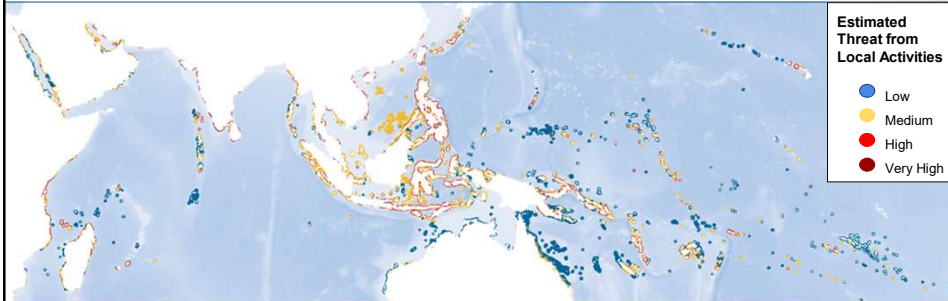 Estimated
Threat from
Local Activities
Low
Medium
High
Very High